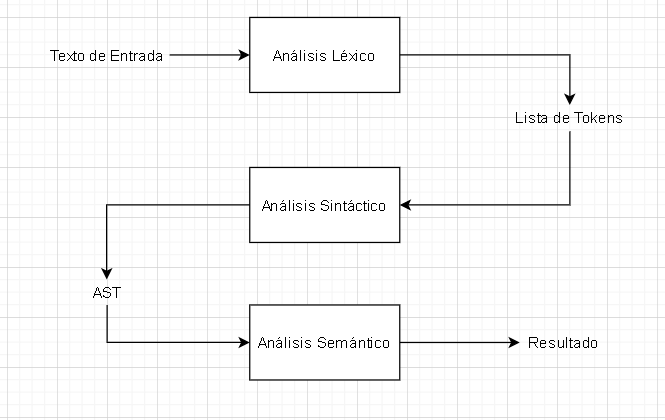 Texto de Entrada
Análisis Léxico
Lista de Tokens
Análisis Sintáctico
AST
Análisis Semántico
Resultado